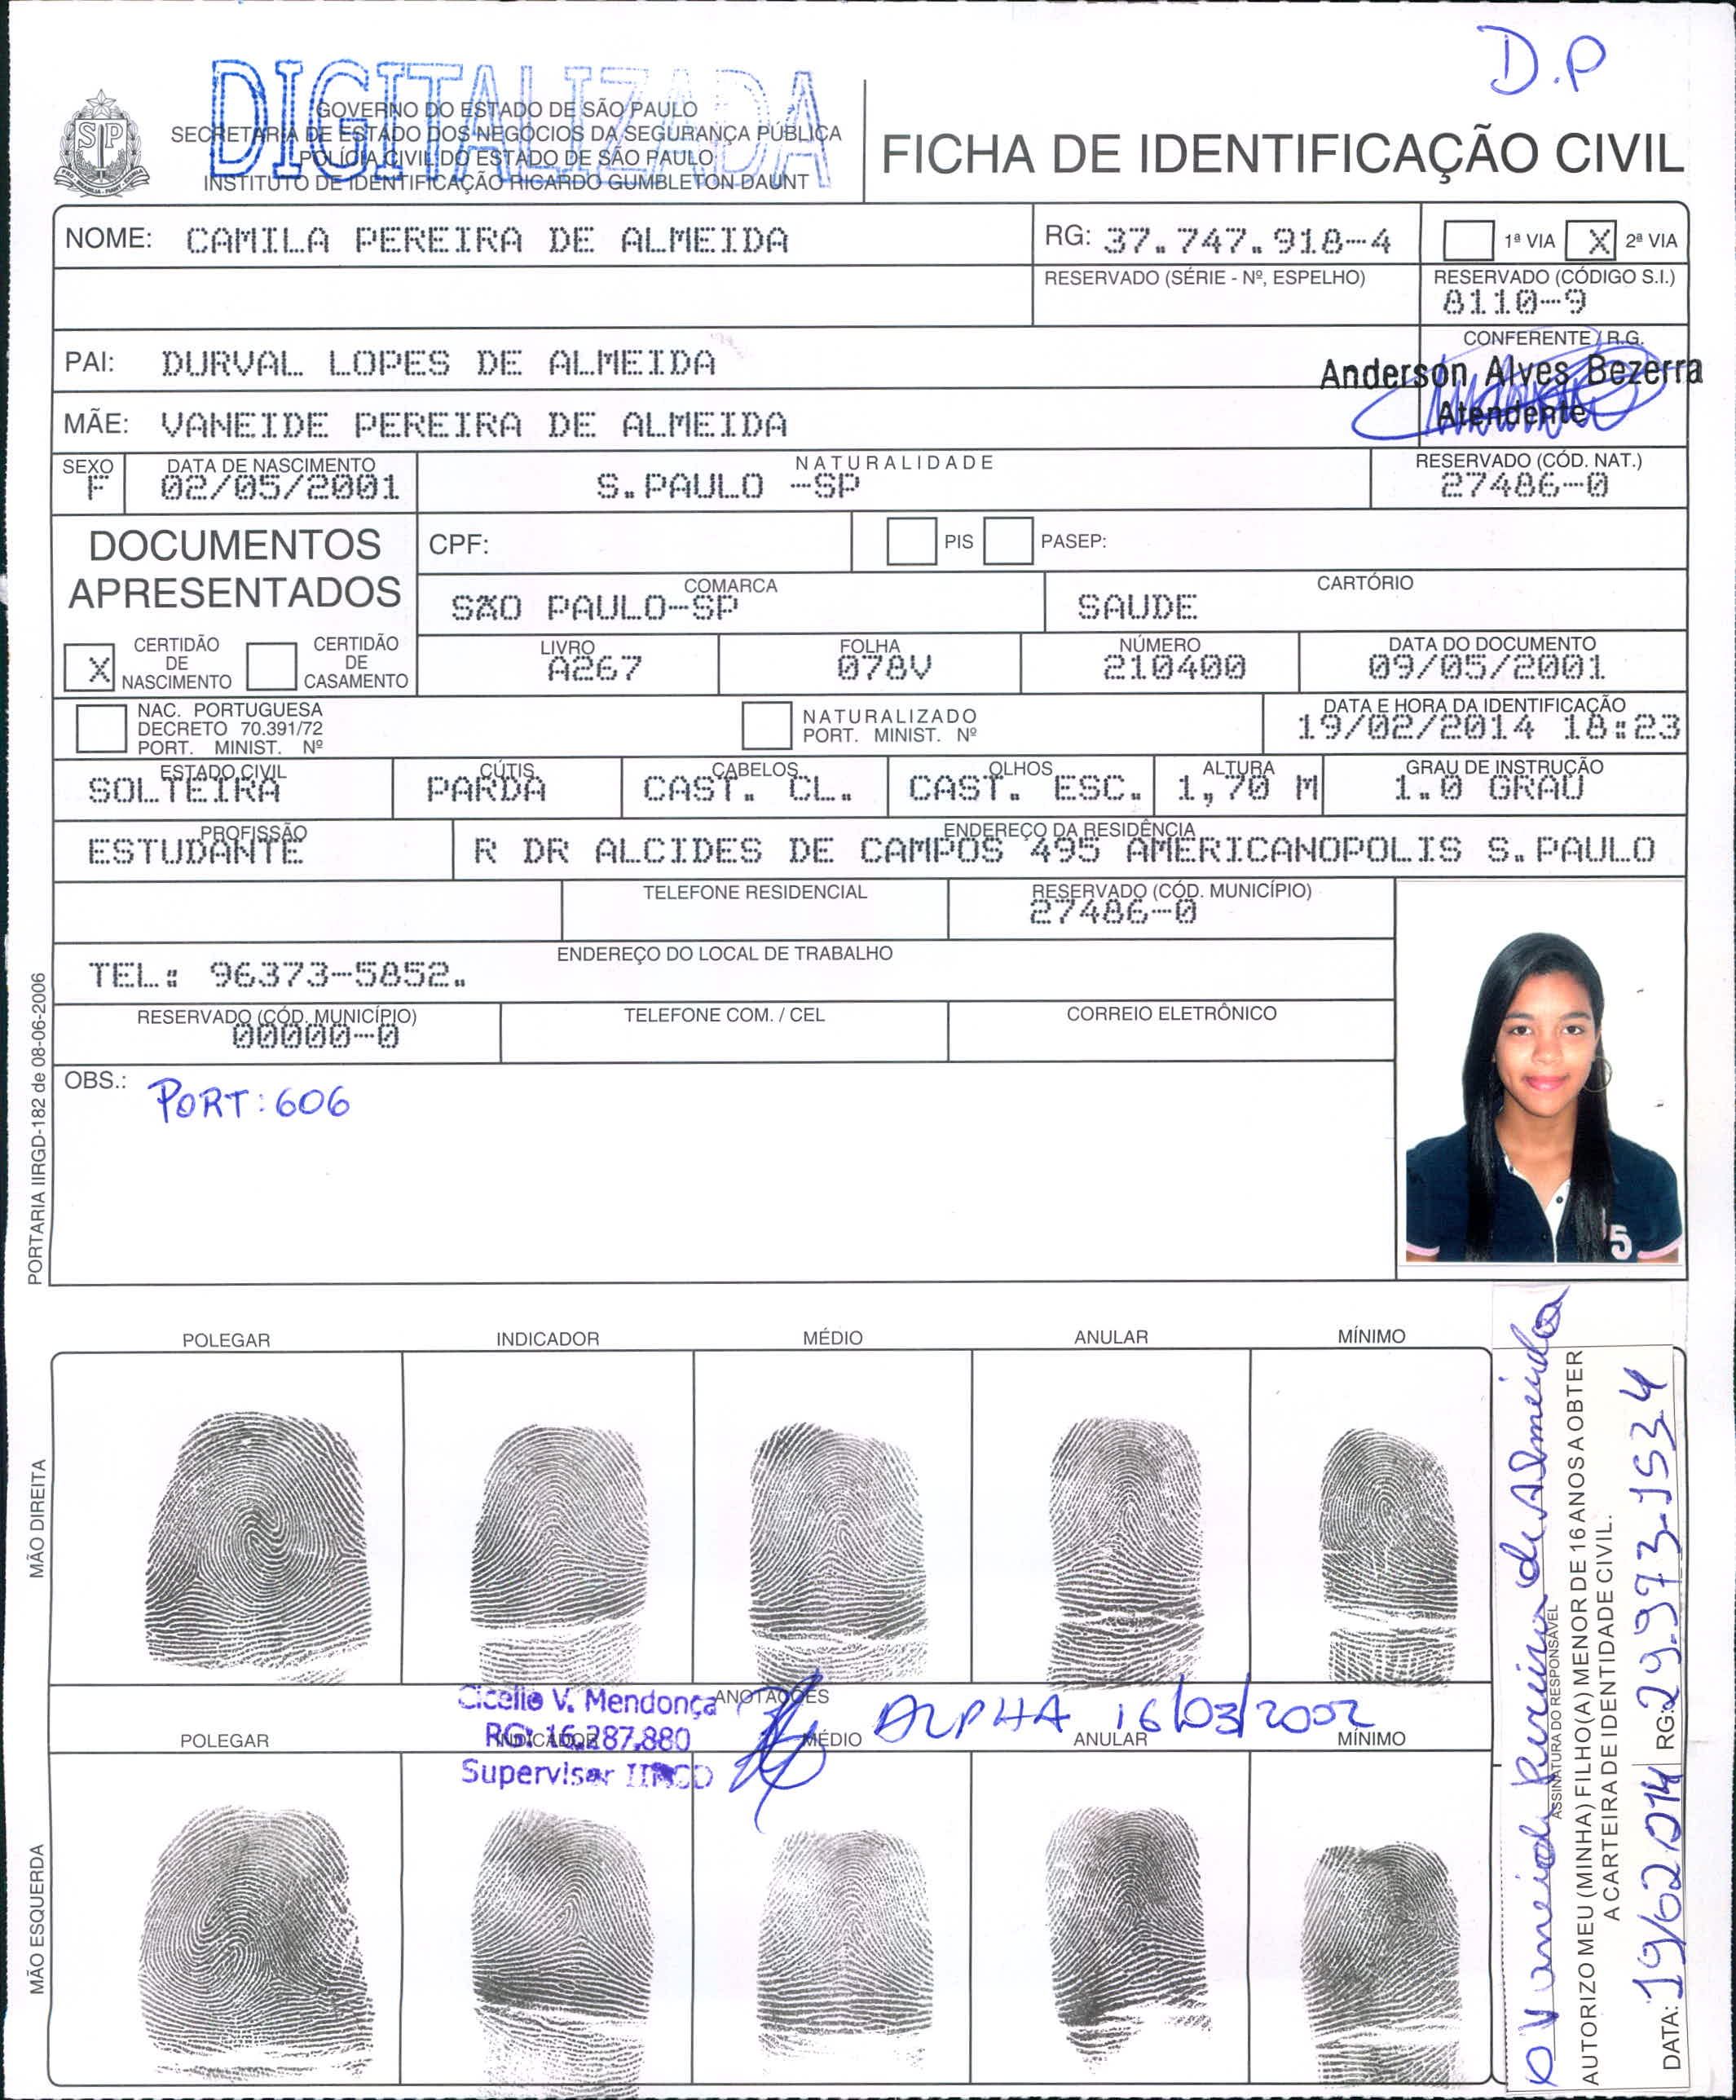 D.P
DIGITALIZADA
GOVERNO DO ESTADO DE SÃO PAULO
SECRETARIA DE ESTADO DOS NEGÓCIOS DA SEGURANÇA PÚBLICA
POLÍCIA CIVIL DO ESTADO DE SÃO PAULO
INSTITUTO DE IDENTIFICAÇÃO RICARDO GUMBLETON DAUNT
SP
FICHA DE IDENTIFICAÇÃO CIVIL
NOME: CAMILA PEREIRA DE ALMEIDA
RG: 37.747.918-4
1ª VIA X 2ª VIA
RESERVADO (SÉRIE - Nº, ESPELHO)
RESERVADO (CÓDIGO S.I.)
8110-9
PAI: DURVAL LOPES DE ALMEIDA
CONFERENTE / R.G.
Anderson Alves Bezerra
Atendente
MÃE: VANEIDE PEREIRA DE ALMEIDA
SEXO
F
DATA DE NASCIMENTO
02/05/2001
NATURALIDADE
S.PAULO -SP
RESERVADO (CÓD. NAT.)
27486-0
DOCUMENTOS
APRESENTADOS
CPF:
PIS
PASEP:
COMARCA
SÃO PAULO-SP
CARTÓRIO
SAUDE
X CERTIDÃO
DE
NASCIMENTO
CERTIDÃO
DE
CASAMENTO
LIVRO
A267
FOLHA
078V
NÚMERO
210400
DATA DO DOCUMENTO
09/05/2001
NAC. PORTUGUESA
DECRETO 70.391/72
PORT. MINIST. Nº
NATURALIZADO
PORT. MINIST. Nº
DATA E HORA DA IDENTIFICAÇÃO
19/02/2014 18:23
ESTADO CIVIL
SOLTEIRA
CÚTIS
PARDA
CABELOS
CAST. CL.
OLHOS
CAST. ESC.
ALTURA
1,70 M
GRAU DE INSTRUÇÃO
1.0 GRAU
PROFISSÃO
ESTUDANTE
ENDEREÇO DA RESIDÊNCIA
R DR ALCIDES DE CAMPOS 495 AMERICANOPOLIS S.PAULO
TELEFONE RESIDENCIAL
RESERVADO (CÓD. MUNICÍPIO)
27486-0
ENDEREÇO DO LOCAL DE TRABALHO
TEL: 96373-5852.
RESERVADO (CÓD. MUNICÍPIO)
00000-0
TELEFONE COM. / CEL
CORREIO ELETRÔNICO
OBS.: PORT: 606
5
PORTARIA IIRGD-182 de 08-06-2006
POLEGAR
INDICADOR
MÉDIO
ANULAR
MÍNIMO
MÃO DIREITA
ANOTAÇÕES
Cicelio V. Mendonça
RG: 16.287.880
Supervisor IIRGD
ALPHA 16/03/2002
POLEGAR
INDICADOR
MÉDIO
ANULAR
MÍNIMO
MÃO ESQUERDA
Vaneide Pereira de Almeida
ASSINATURA DO RESPONSÁVEL
AUTORIZO MEU (MINHA) FILHO(A) MENOR DE 16 ANOS A OBTER
A CARTEIRA DE IDENTIDADE CIVIL.
DATA: 19/02/2014 RG: 29.973-153 4